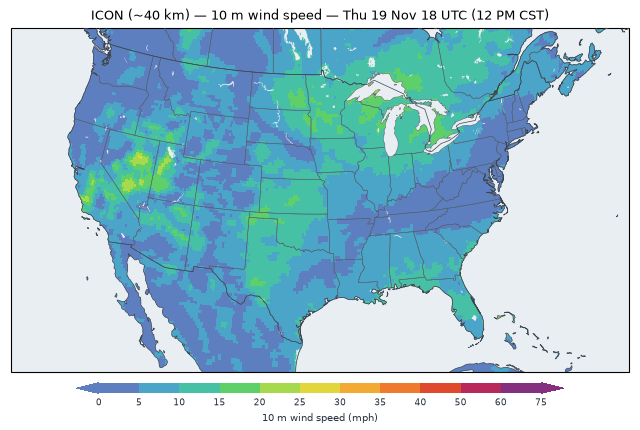 ICON (~40 km) — 10 m wind speed — Thu 19 Nov 18 UTC (12 PM CST)
0 5 10 15 20 25 30 35 40 50 60 75
10 m wind speed (mph)